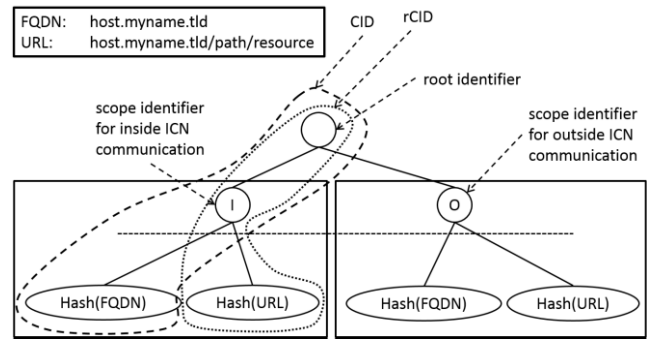 FQDN: host.myname.tld
URL: host.myname.tld/path/resource
CID
rCID
root identifier
scope identifier
for inside ICN
communication
scope identifier
for outside ICN
communication
I
O
Hash(FQDN)
Hash(URL)
Hash(FQDN)
Hash(URL)